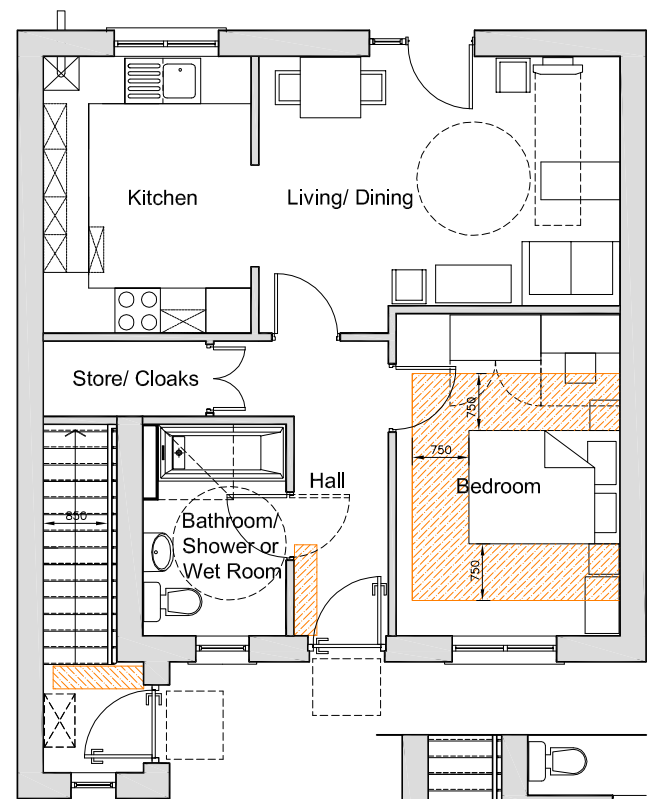 Kitchen
Living/ Dining
Store/ Cloaks
750
750
Hall
Bedroom
850
Bathroom/
Shower or
Wet Room
750